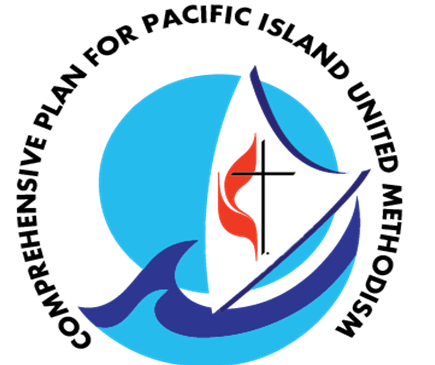 COMPREHENSIVE PLAN FOR PACIFIC ISLAND UNITED METHODISM